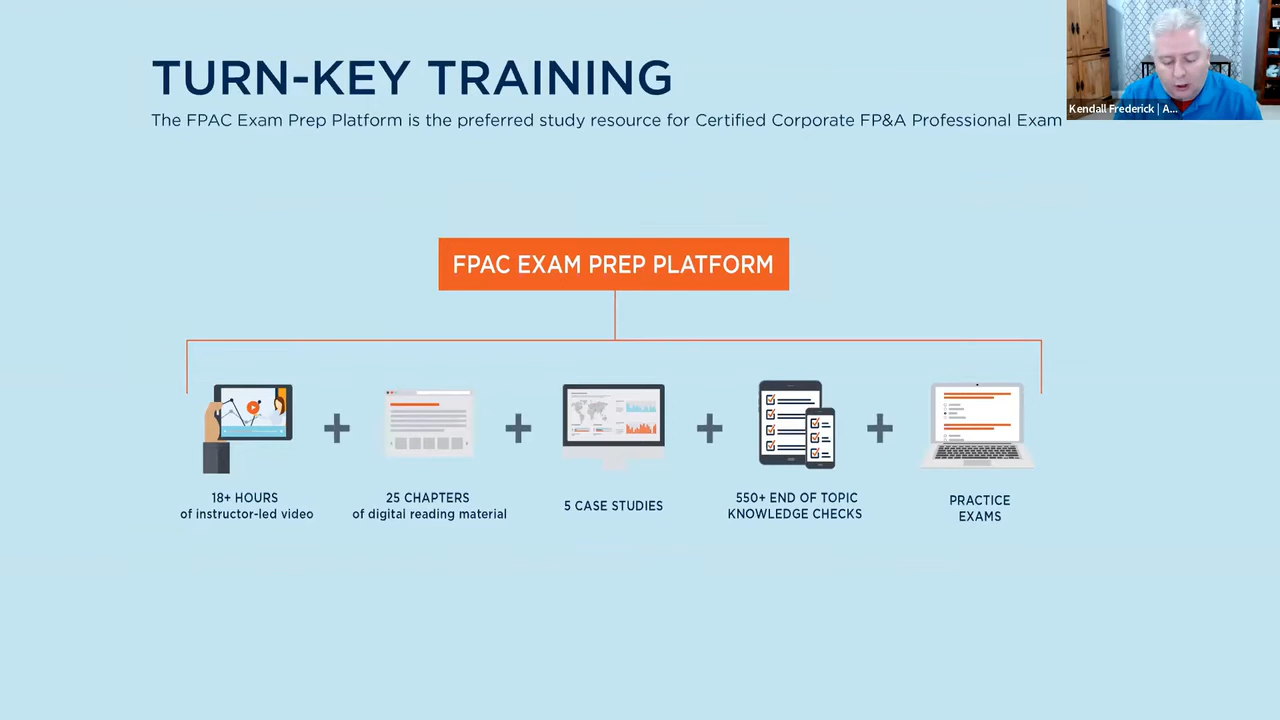 TURN-KEY TRAINING
The FPAC Exam Prep Platform is the preferred study resource for Certified Corporate FP&A Professional Exam
Kendall Frederick | A...
FPAC EXAM PREP PLATFORM
18+ HOURS
of instructor-led video
25 CHAPTERS
of digital reading material
5 CASE STUDIES
550+ END OF TOPIC
KNOWLEDGE CHECKS
PRACTICE
EXAMS